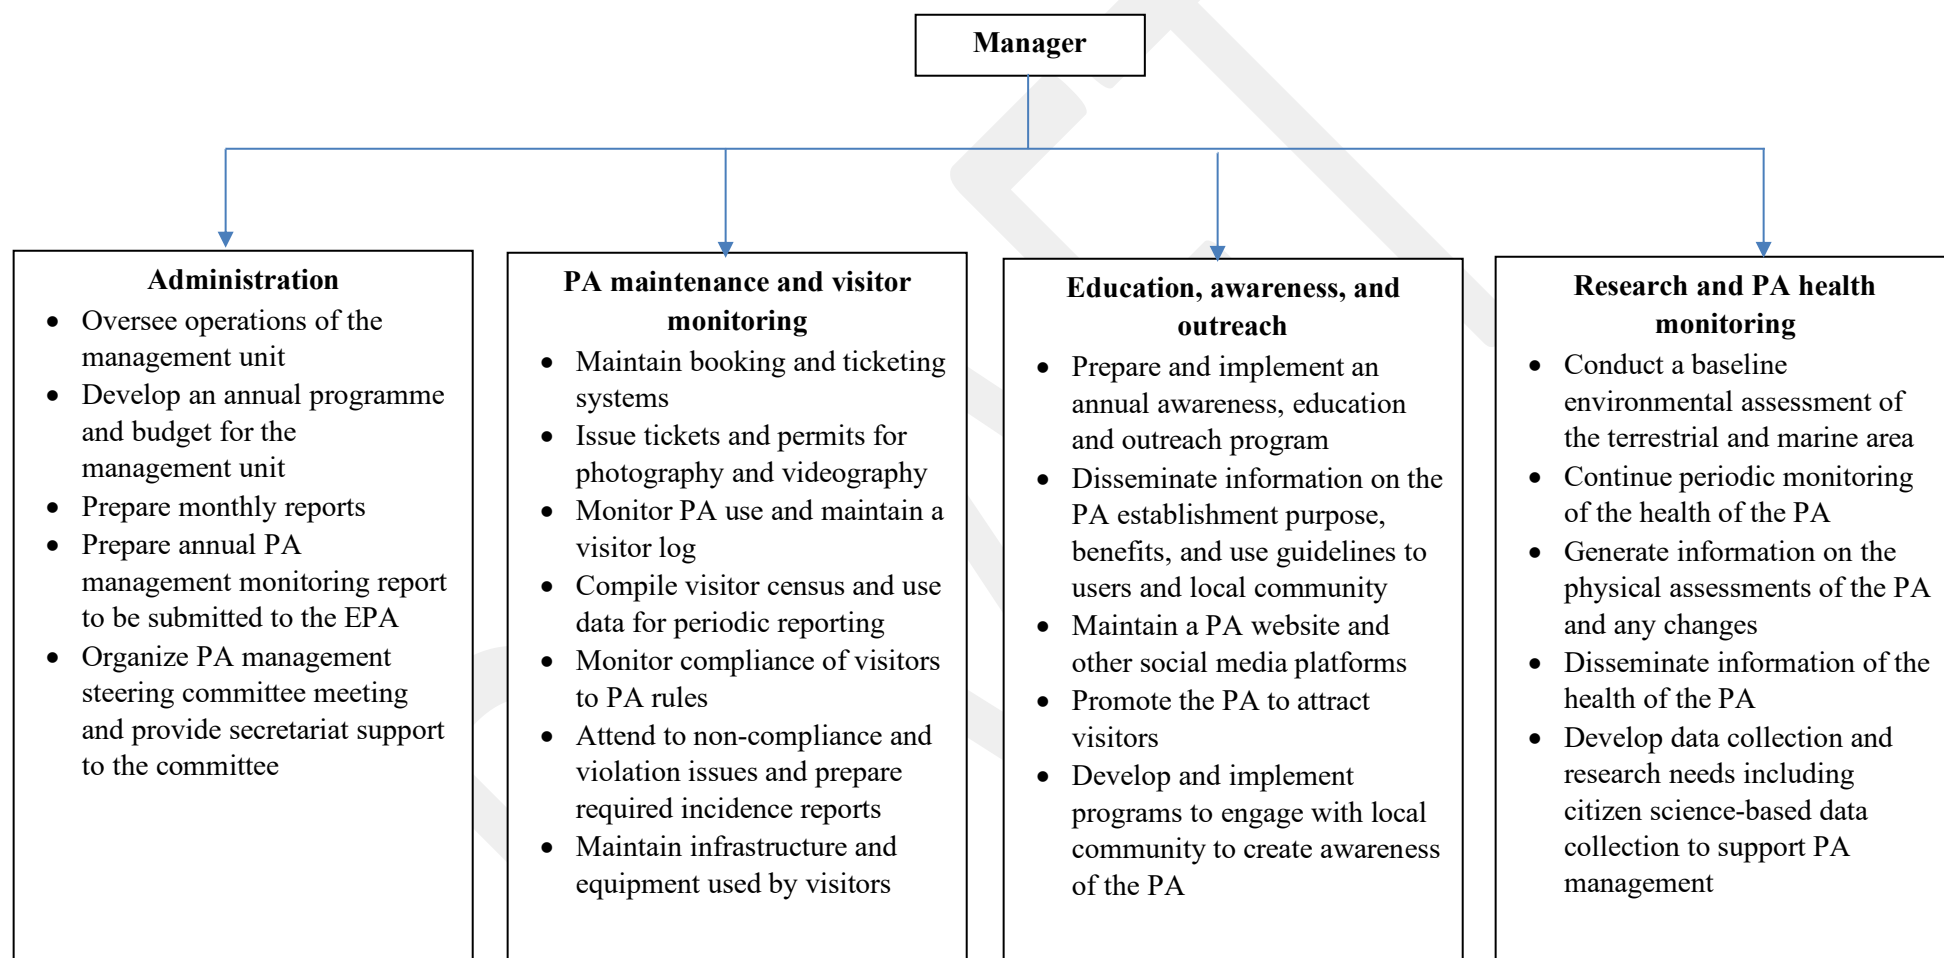 Manager
Administration
• Oversee operations of the
management unit
• Develop an annual programme
and budget for the
management unit
• Prepare monthly reports
• Prepare annual PA
management monitoring report
to be submitted to the EPA
• Organize PA management
steering committee meeting
and provide secretariat support
to the committee
PA maintenance and visitor
monitoring
• Maintain booking and ticketing
systems
• Issue tickets and permits for
photography and videography
• Monitor PA use and maintain a
visitor log
• Compile visitor census and use
data for periodic reporting
• Monitor compliance of visitors
to PA rules
• Attend to non-compliance and
violation issues and prepare
required incidence reports
• Maintain infrastructure and
equipment used by visitors
Education, awareness, and
outreach
• Prepare and implement an
annual awareness, education
and outreach program
• Disseminate information on the
PA establishment purpose,
benefits, and use guidelines to
users and local community
• Maintain a PA website and
other social media platforms
• Promote the PA to attract
visitors
• Develop and implement
programs to engage with local
community to create awareness
of the PA
Research and PA health
monitoring
• Conduct a baseline
environmental assessment of
the terrestrial and marine area
• Continue periodic monitoring
of the health of the PA
• Generate information on the
physical assessments of the PA
and any changes
• Disseminate information of the
health of the PA
• Develop data collection and
research needs including
citizen science-based data
collection to support PA
management